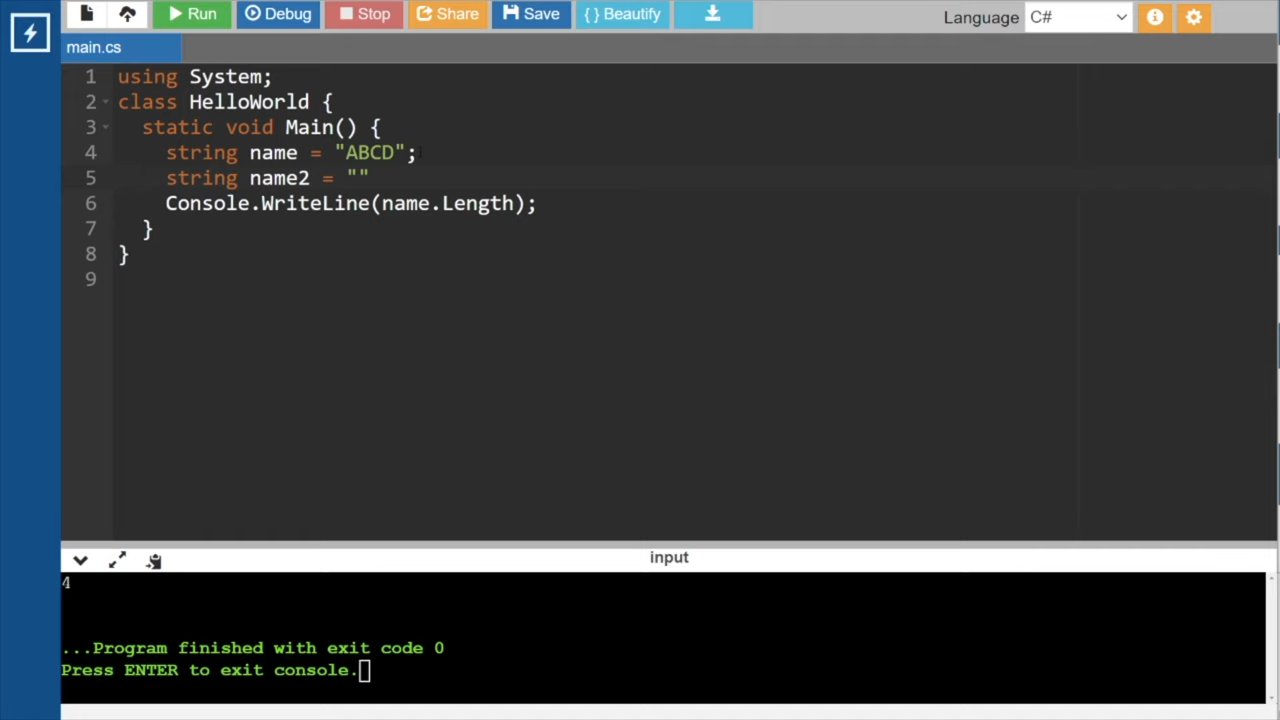 Run Debug Stop Share Save { } Beautify Language C#
main.cs
1 using System;
2 class HelloWorld {
3 static void Main() {
4 string name = "ABCD";
5 string name2 = ""
6 Console.WriteLine(name.Length);
7 }
8 }
9
input
4
...Program finished with exit code 0
Press ENTER to exit console.